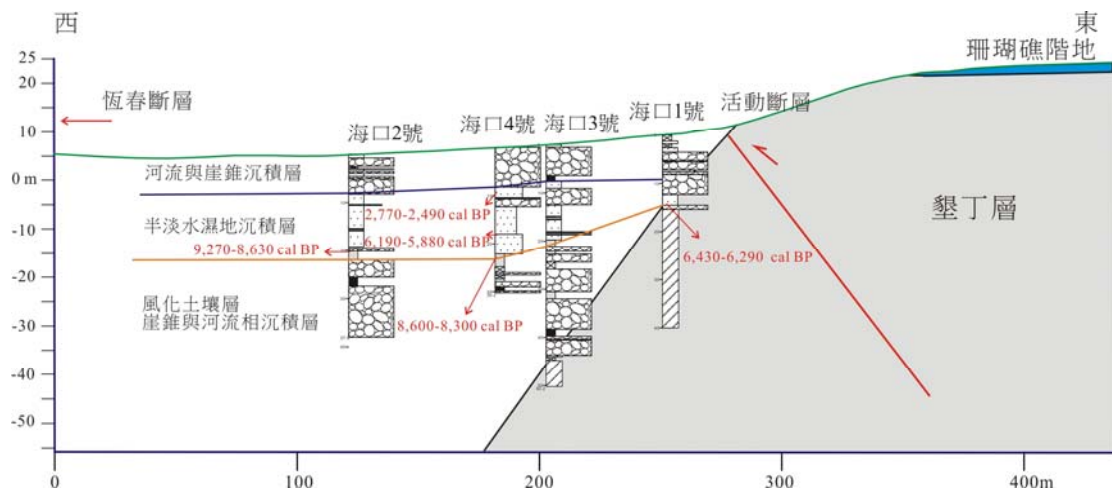 西
東
珊瑚礁階地
25
20
10
0 m
-10
-20
-30
-40
-50
恆春斷層
海口2號
海口4號
海口3號
海口1號
活動斷層
河流與崖錐沉積層
半淡水濕地沉積層
2,770-2,490 cal BP
6,190-5,880 cal BP
9,270-8,630 cal BP
6,430-6,290 cal BP
8,600-8,300 cal BP
風化土壤層
崖錐與河流相沉積層
墾丁層
0
100
200
300
400m